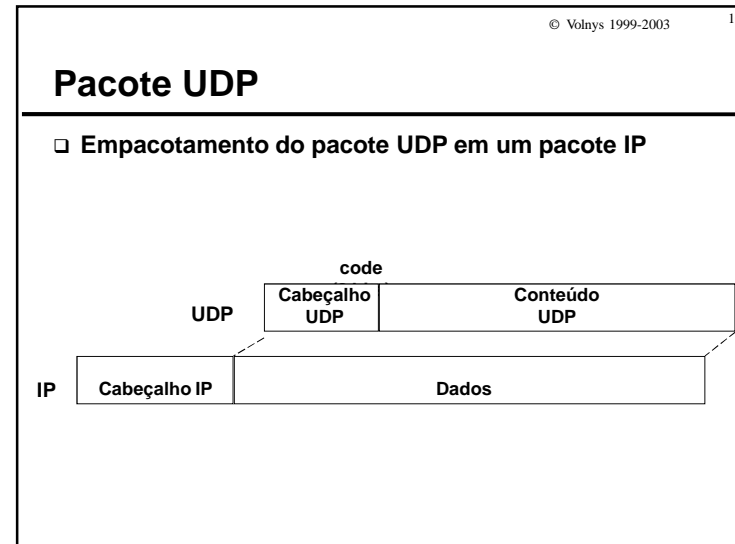 © Volnys 1999-2003 1
Pacote UDP
❑ Empacotamento do pacote UDP em um pacote IP
code
UDP
Cabeçalho
UDP
Conteúdo
UDP
IP
Cabeçalho IP
Dados